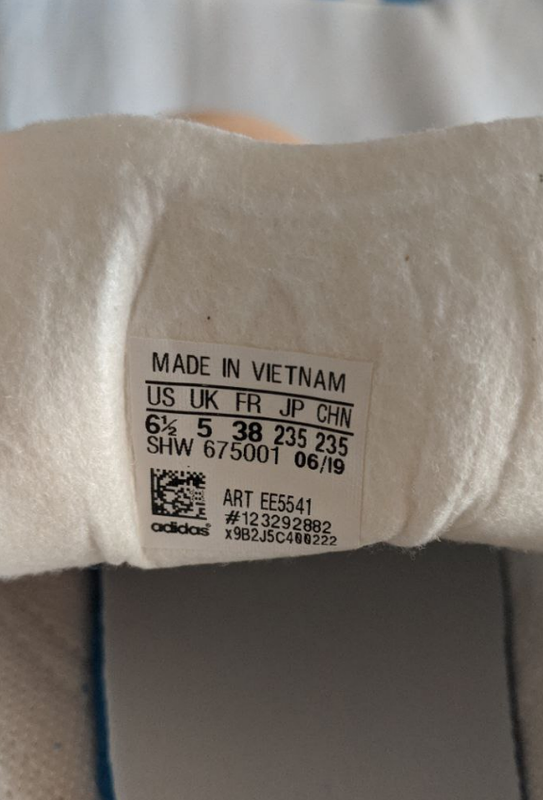 MADE IN VIETNAM
US UK FR JP CHN
6½ 5 38 235 235
SHW 675001 06/19
ART EE5541
#123292882
x9B2J5C400222
adidas